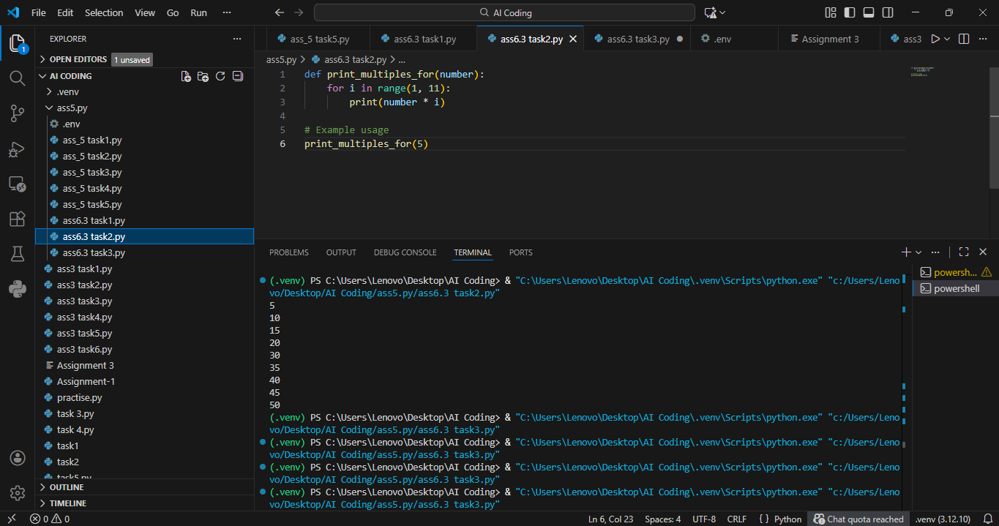 File Edit Selection View Go Run ··· AI Coding
EXPLORER ···
OPEN EDITORS 1 unsaved
AI CODING
.venv
ass5.py
.env
ass_5 task1.py
ass_5 task2.py
ass_5 task3.py
ass_5 task4.py
ass_5 task5.py
ass6.3 task1.py
ass6.3 task2.py
ass6.3 task3.py
ass3 task1.py
ass3 task2.py
ass3 task3.py
ass3 task4.py
ass3 task5.py
ass3 task6.py
Assignment 3
Assignment-1
practise.py
task 3.py
task 4.py
task1
task2
task5.py
OUTLINE
TIMELINE
1
ass_5 task5.py ass6.3 task1.py ass6.3 task2.py ass6.3 task3.py .env Assignment 3 ass3
ass5.py > ass6.3 task2.py > ...
1 def print_multiples_for(number):
2 for i in range(1, 11):
3 print(number * i)
4
5 # Example usage
6 print_multiples_for(5)
PROBLEMS OUTPUT DEBUG CONSOLE TERMINAL PORTS
(.venv) PS C:\Users\Lenovo\Desktop\AI Coding> & "C:\Users\Lenovo\Desktop\AI Coding\.venv\Scripts\python.exe" "c:/Users/Leno
vo/Desktop/AI Coding/ass5.py/ass6.3 task2.py"
5
10
15
20
30
35
40
45
50
(.venv) PS C:\Users\Lenovo\Desktop\AI Coding> & "C:\Users\Lenovo\Desktop\AI Coding\.venv\Scripts\python.exe" "c:/Users/Leno
vo/Desktop/AI Coding/ass5.py/ass6.3 task3.py"
(.venv) PS C:\Users\Lenovo\Desktop\AI Coding> & "C:\Users\Lenovo\Desktop\AI Coding\.venv\Scripts\python.exe" "c:/Users/Leno
vo/Desktop/AI Coding/ass5.py/ass6.3 task3.py"
(.venv) PS C:\Users\Lenovo\Desktop\AI Coding> & "C:\Users\Lenovo\Desktop\AI Coding\.venv\Scripts\python.exe" "c:/Users/Leno
vo/Desktop/AI Coding/ass5.py/ass6.3 task3.py"
(.venv) PS C:\Users\Lenovo\Desktop\AI Coding> & "C:\Users\Lenovo\Desktop\AI Coding\.venv\Scripts\python.exe" "c:/Users/Leno
vo/Desktop/AI Coding/ass5.py/ass6.3 task3.py"
powersh...
powershell
0 0 Ln 6, Col 23 Spaces: 4 UTF-8 CRLF { } Python Chat quota reached .venv (3.12.10)